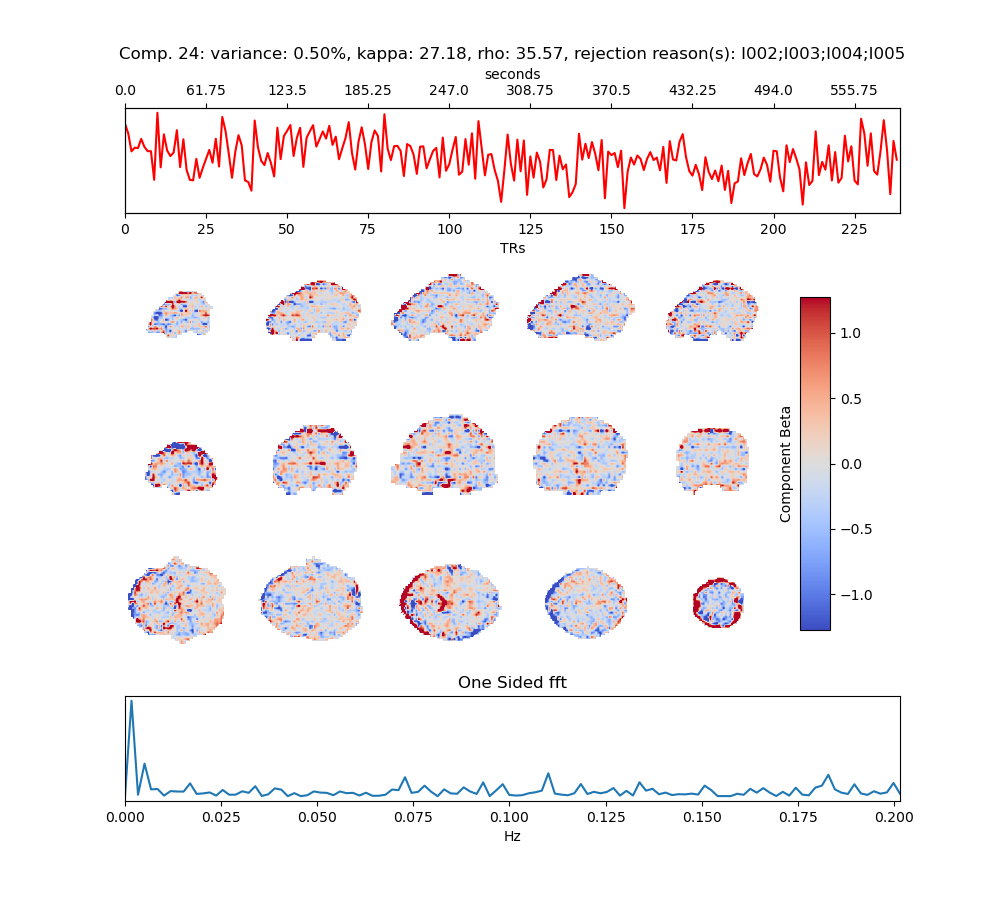 Comp. 24: variance: 0.50%, kappa: 27.18, rho: 35.57, rejection reason(s): I002;I003;I004;I005
seconds
0.0 61.75 123.5 185.25 247.0 308.75 370.5 432.25 494.0 555.75
0 25 50 75 100 125 150 175 200 225
TRs
1.0
0.5
0.0
−0.5
−1.0
Component Beta
One Sided fft
0.000 0.025 0.050 0.075 0.100 0.125 0.150 0.175 0.200
Hz